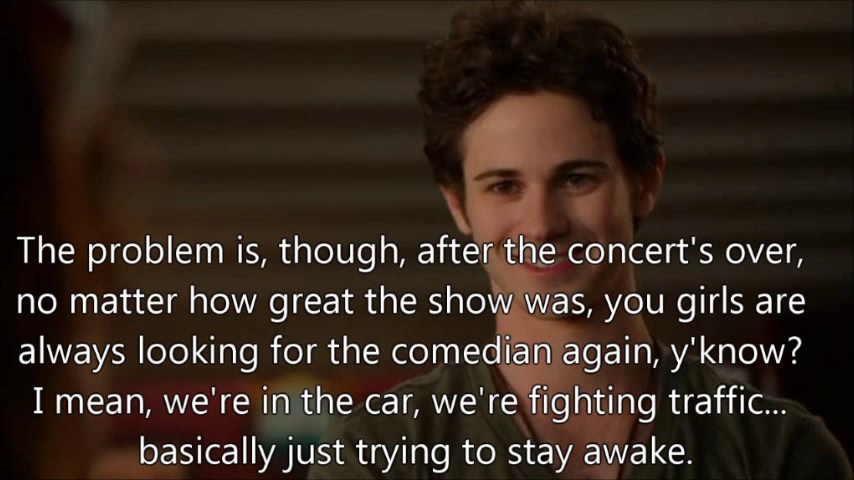 The problem is, though, after the concert's over,
no matter how great the show was, you girls are
always looking for the comedian again, y'know?
I mean, we're in the car, we're fighting traffic...
basically just trying to stay awake.